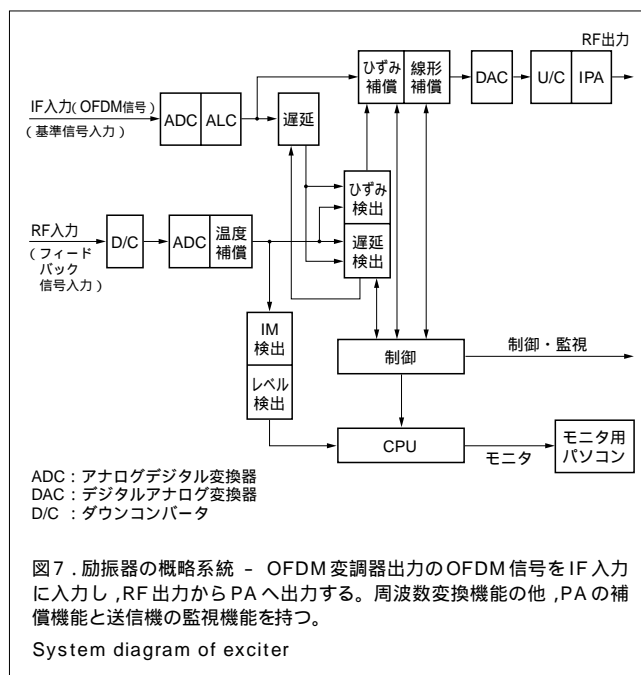 RF出力
ひずみ補償
線形補償
DAC
U/C
IPA
IF入力(OFDM信号)
(基準信号入力)
ADC
ALC
遅延
ひずみ検出
遅延検出
RF入力
(フィードバック信号入力)
D/C
ADC
温度補償
IM検出
レベル検出
制御
制御・監視
CPU
モニタ
モニタ用パソコン
ADC：アナログデジタル変換器
DAC：デジタルアナログ変換器
D/C：ダウンコンバータ
図7．励振器の概略系統 － OFDM変調器出力のOFDM信号をIF入力
に入力し，RF出力からPAへ出力する。周波数変換機能の他，PAの補
償機能と送信機の監視機能を持つ。
System diagram of exciter